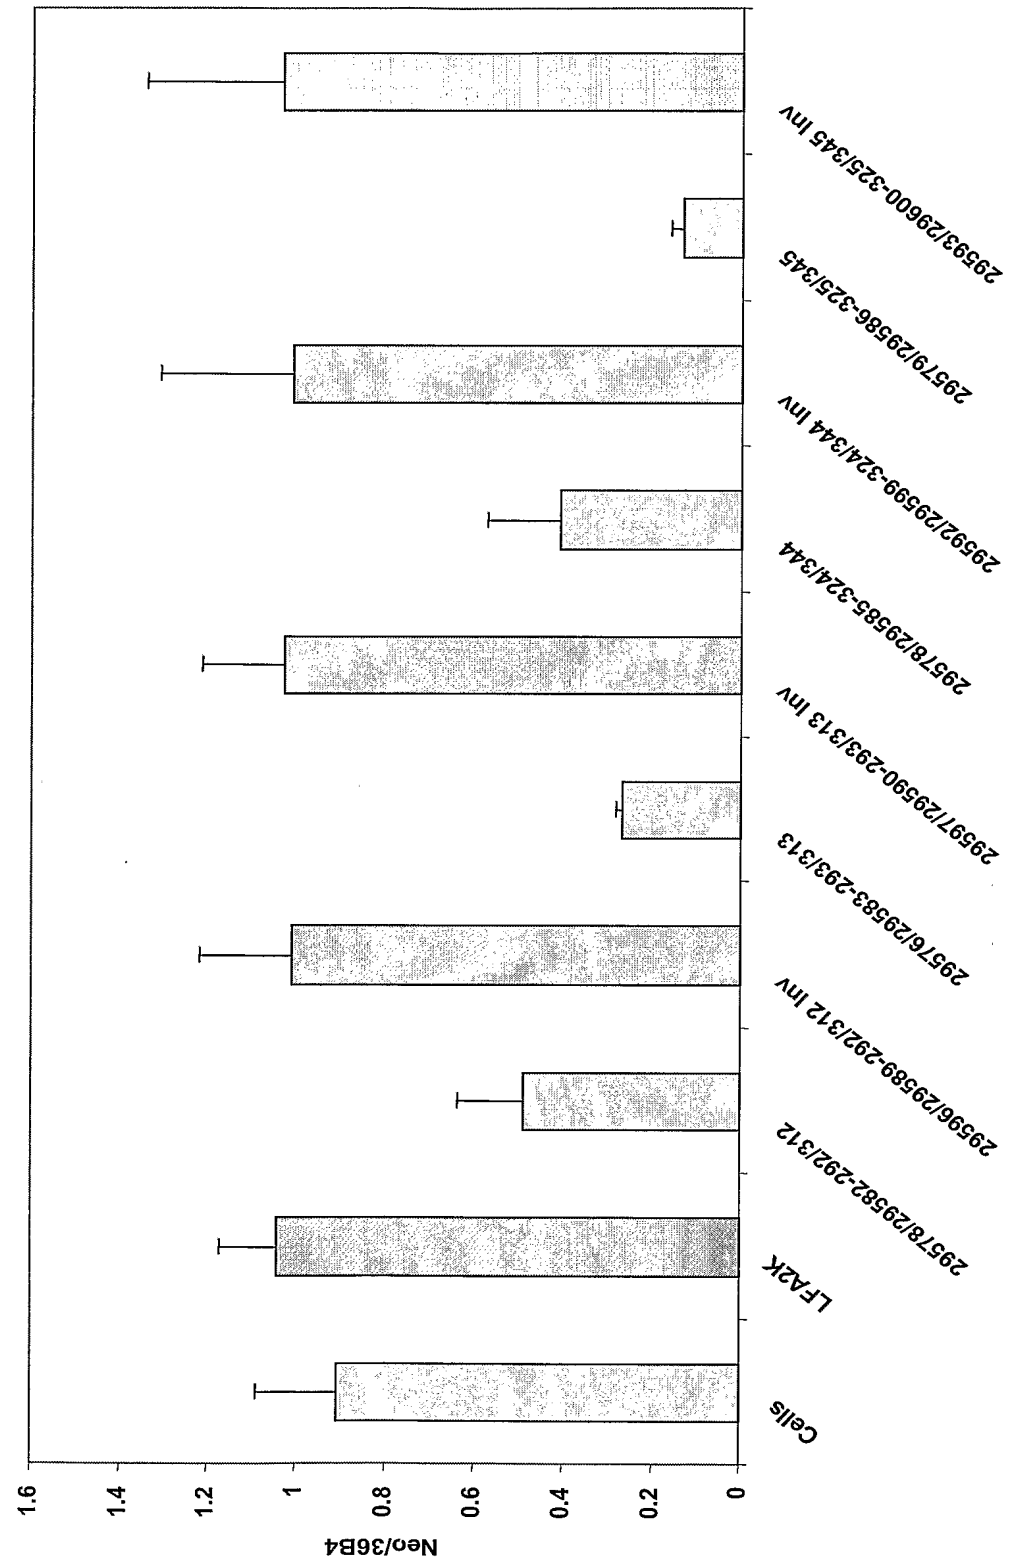 Neo/36B4
1.6
1.4
1.2
1
0.8
0.6
0.4
0.2
0
Cells
LFA2K
29578/29582-292/312
29596/29589-292/312 Inv
29576/29583-293/313
29597/29590-293/313 Inv
29578/29585-324/344
29592/29599-324/344 Inv
29579/29586-325/345
29593/29600-325/345 Inv